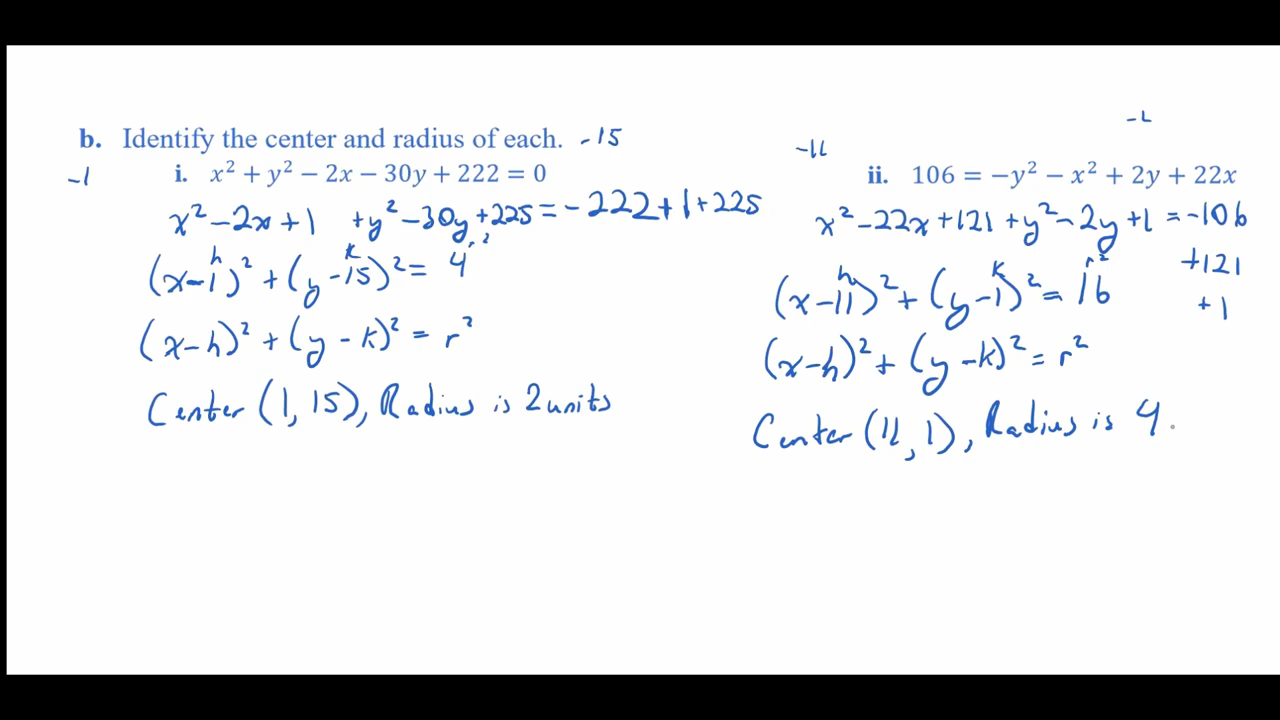 b. Identify the center and radius of each. -15
-1
i. x² + y² − 2x − 30y + 222 = 0
x² - 2x + 1 + y² - 30y + 225 = -222 + 1 + 225
h k r²
(x - 1)² + (y - 15)² = 4
(x - h)² + (y - k)² = r²
Center (1, 15), Radius is 2 units
-1
-11
ii. 106 = −y² − x² + 2y + 22x
x² - 22x + 121 + y² - 2y + 1 = -106
+121
+1
h k r²
(x - 11)² + (y - 1)² = 16
(x - h)² + (y - k)² = r²
Center (11, 1), Radius is 4